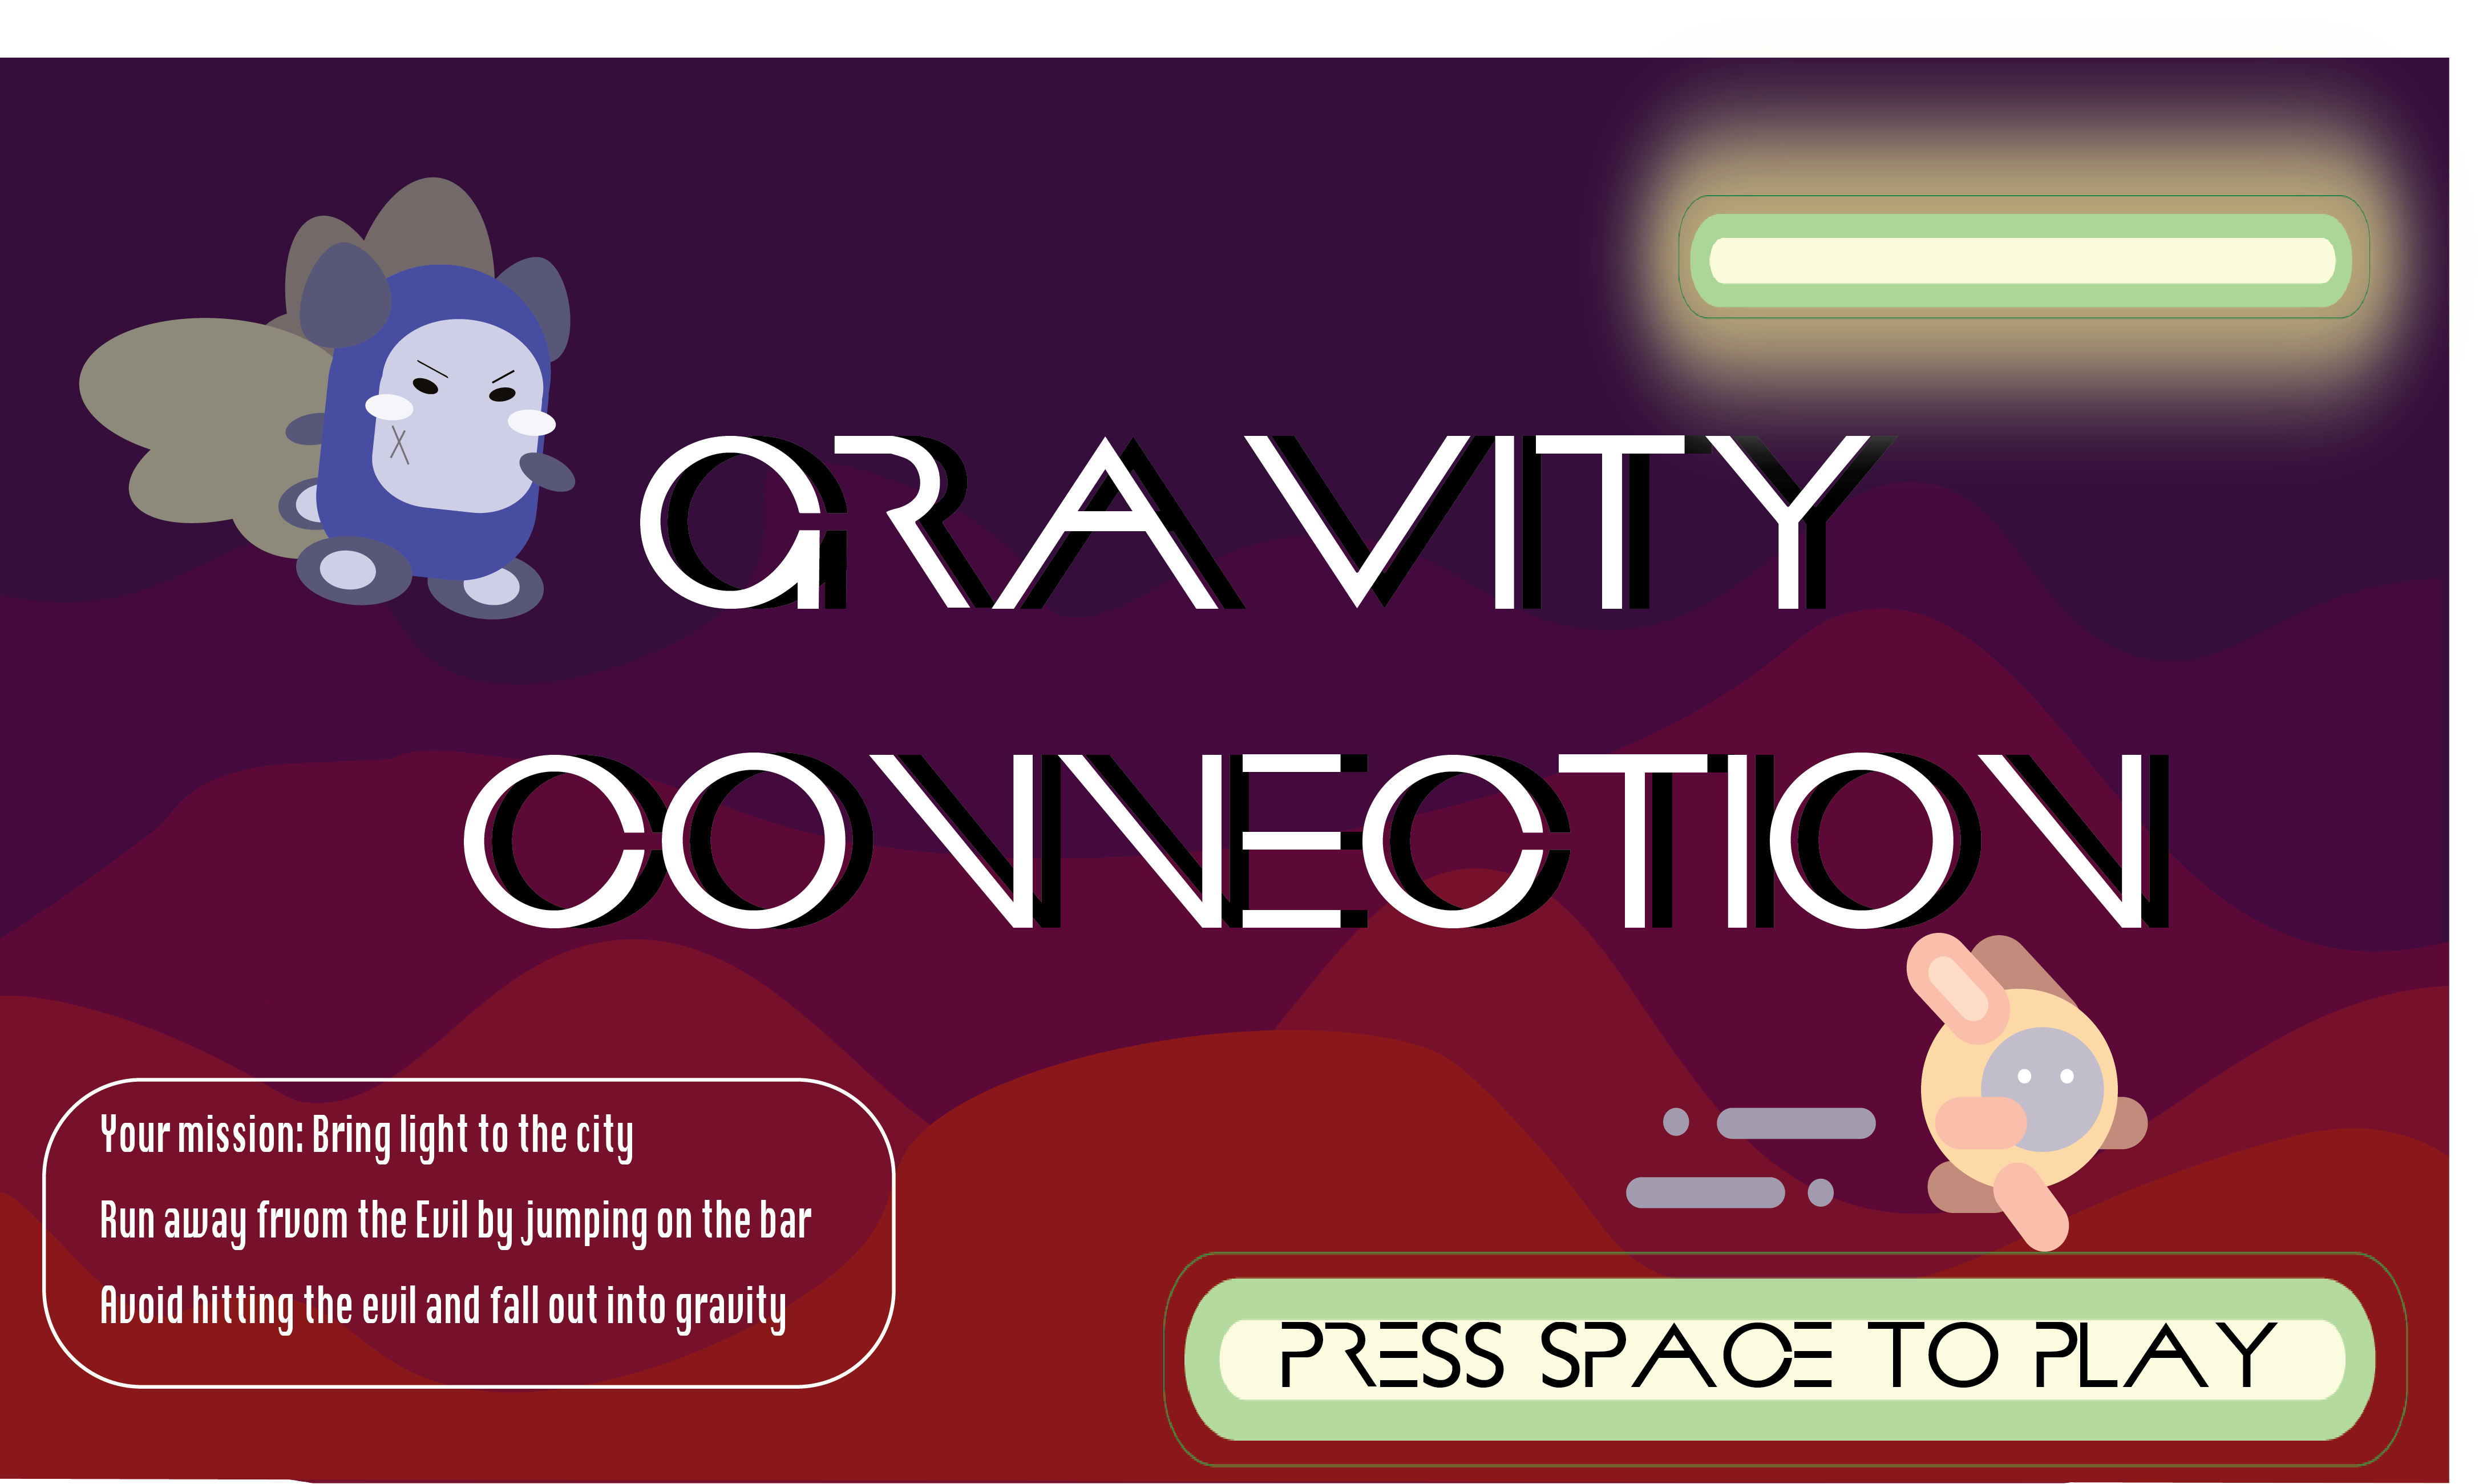 GRAVITY
CONNECTION
Your mission: Bring light to the city
Run away fruom the Evil by jumping on the bar
Avoid hitting the evil and fall out into gravity
PRESS SPACE TO PLAY